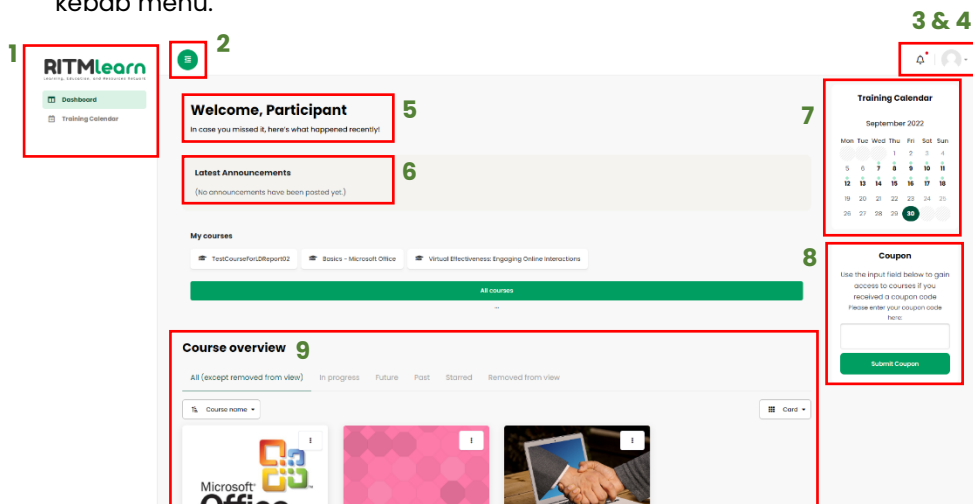 kebab menu.
3 & 4
1
2
RITMLearn
Learning, Education, and Resources Network
Dashboard
Training Calendar
Welcome, Participant
5
In case you missed it, here's what happened recently!
Latest Announcements
6
(No announcements have been posted yet.)
My courses
TestCourseforLDReport02
Basics - Microsoft Office
Virtual Effectiveness: Engaging Online Interactions
All courses
...
7
Training Calendar
September 2022
Mon Tue Wed Thu Fri Sat Sun
1 2 3 4
5 6 7 8 9 10 11
12 13 14 15 16 17 18
19 20 21 22 23 24 25
26 27 28 29 30
8
Coupon
Use the input field below to gain
access to courses if you
received a coupon code
Please enter your coupon code
here:
Submit Coupon
Course overview
9
All (except removed from view) In progress Future Past Starred Removed from view
Course name
Card
Microsoft
Office